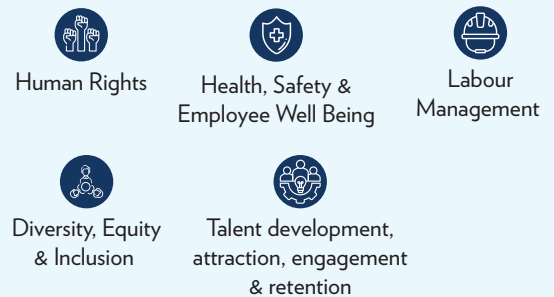 Human Rights
Health, Safety &
Employee Well Being
Labour
Management
Diversity, Equity
& Inclusion
Talent development,
attraction, engagement
& retention